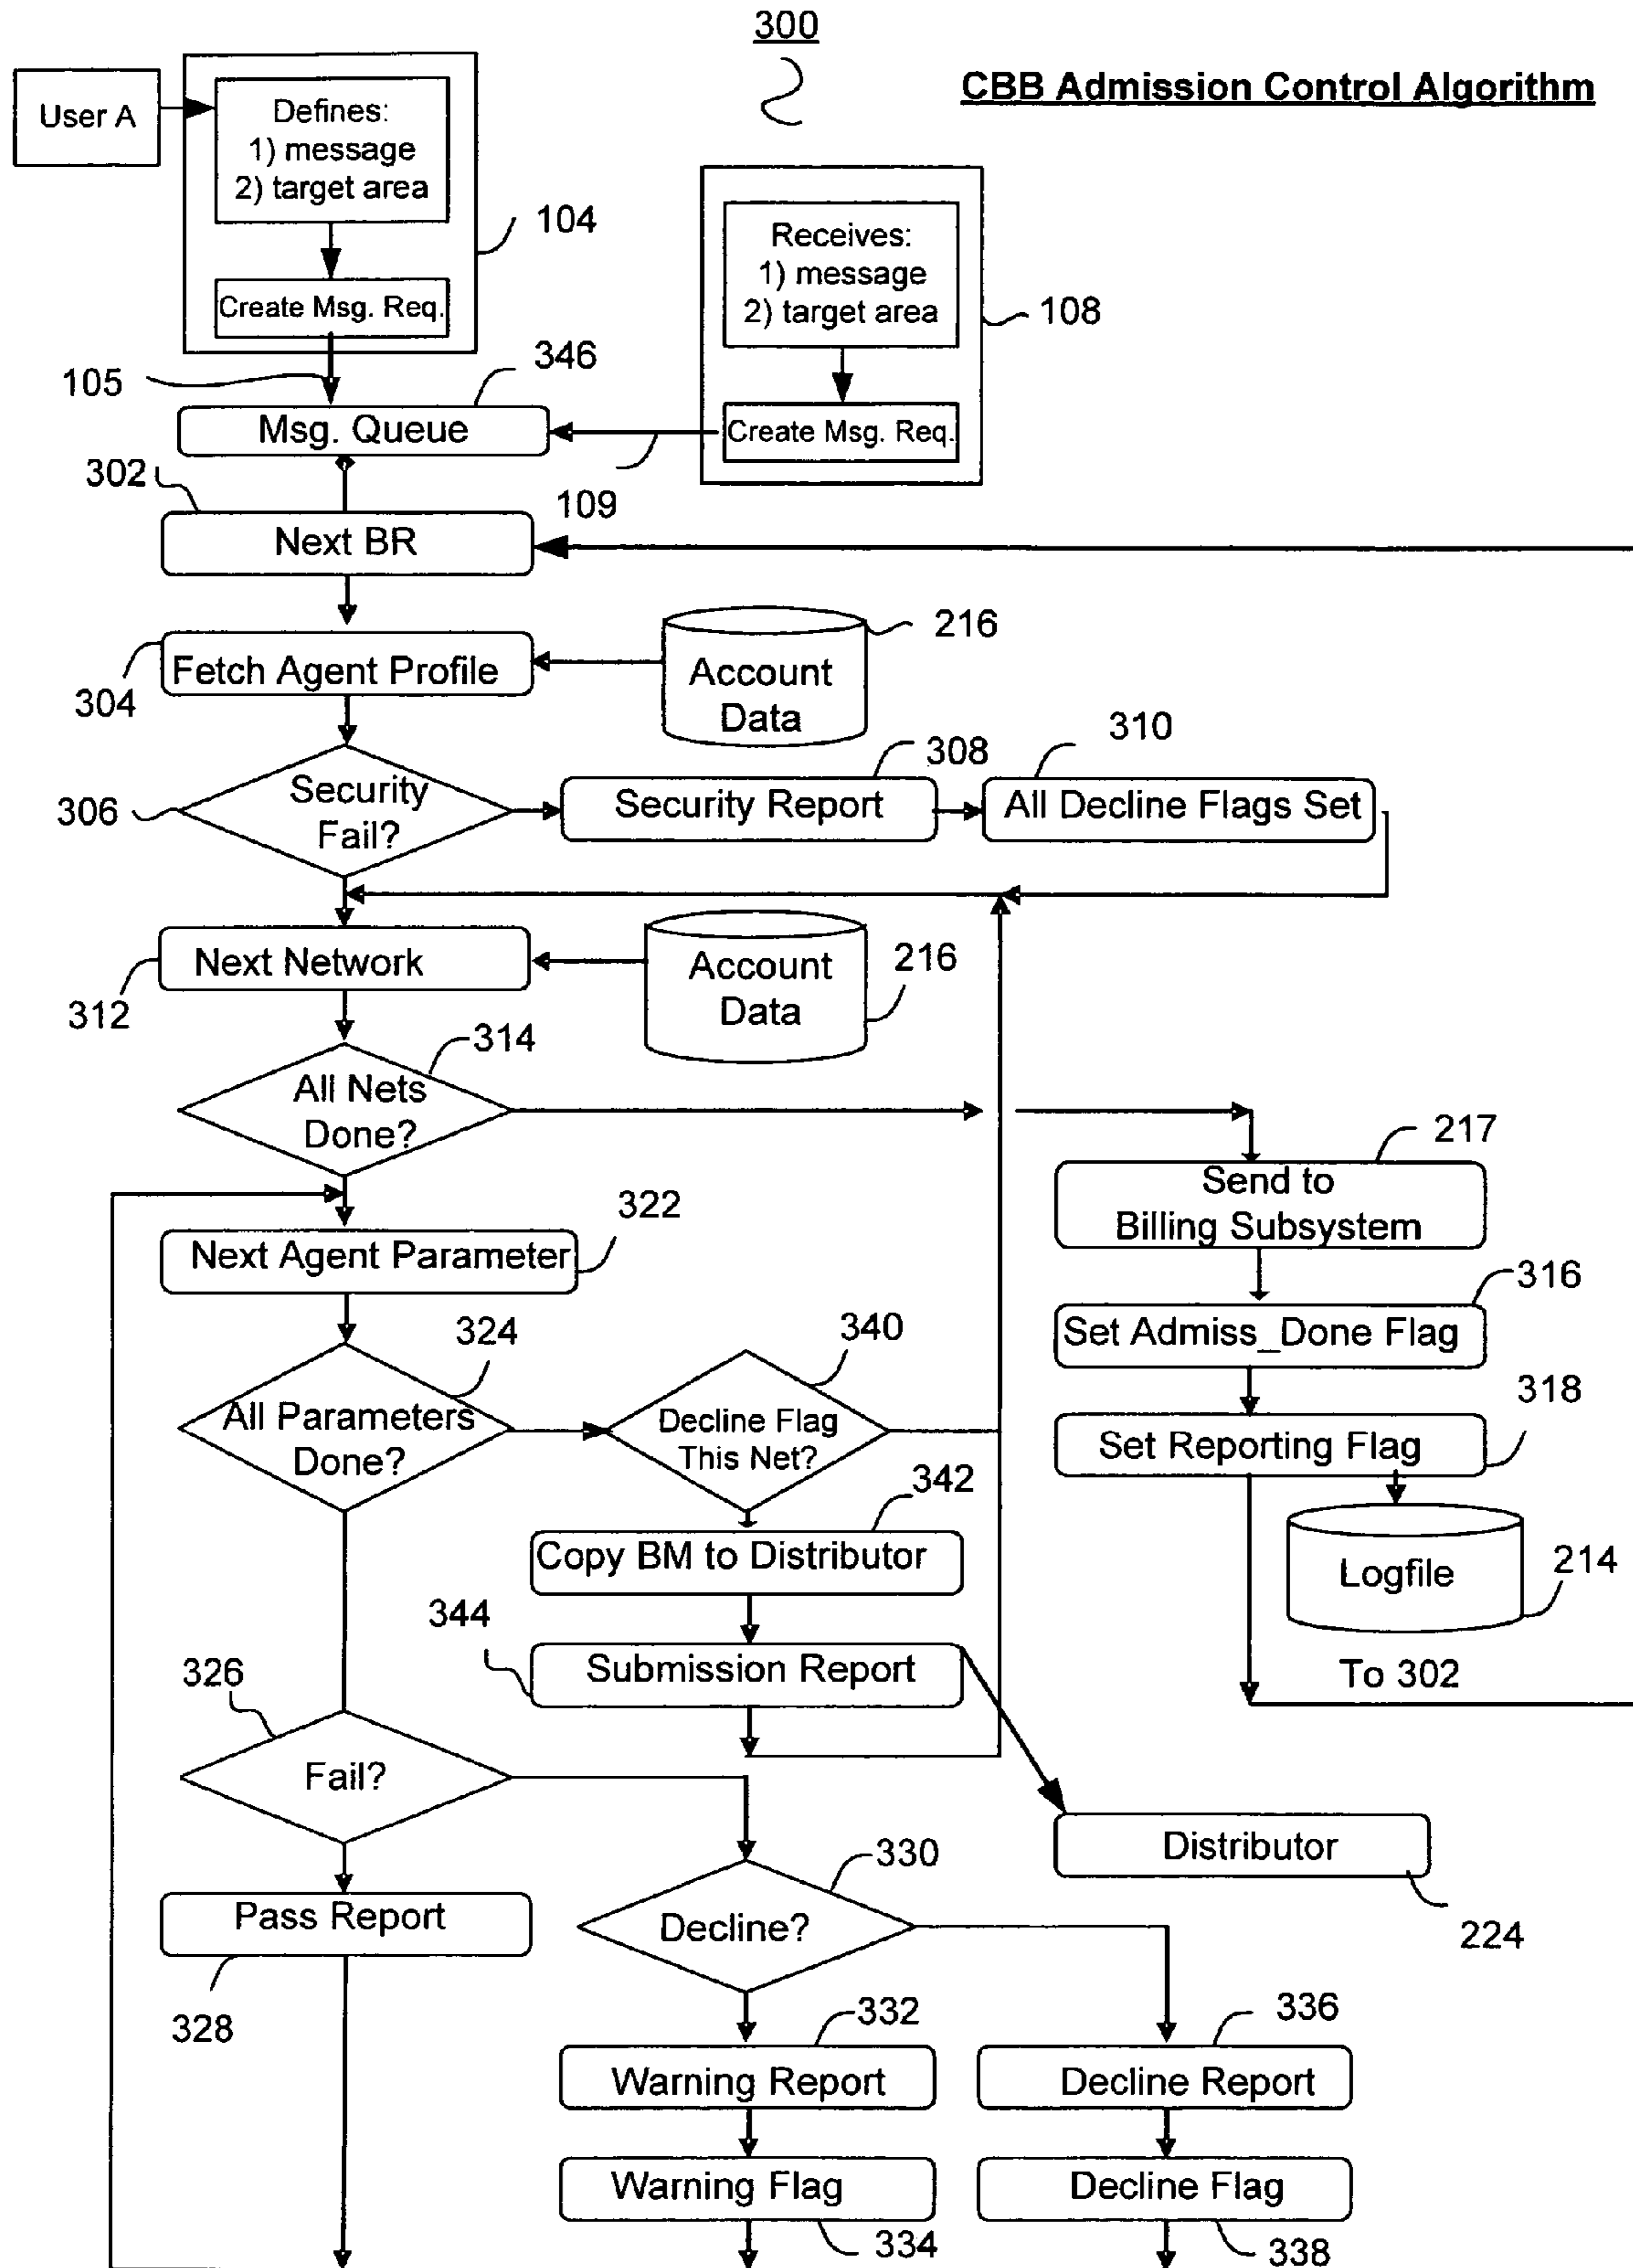 300
CBB Admission Control Algorithm
User A
Defines:
1) message
2) target area
104
Create Msg. Req.
Receives:
1) message
2) target area
108
Create Msg. Req.
105
346
Msg. Queue
109
302
Next BR
304
Fetch Agent Profile
216
Account
Data
306
Security
Fail?
308
Security Report
310
All Decline Flags Set
312
Next Network
Account
Data
216
314
All Nets
Done?
217
Send to
Billing Subsystem
322
Next Agent Parameter
316
Set Admiss_Done Flag
324
All Parameters
Done?
340
Decline Flag
This Net?
318
Set Reporting Flag
342
Copy BM to Distributor
Logfile
214
344
Submission Report
To 302
326
Fail?
Distributor
224
330
Decline?
Pass Report
328
332
Warning Report
336
Decline Report
Warning Flag
334
Decline Flag
338